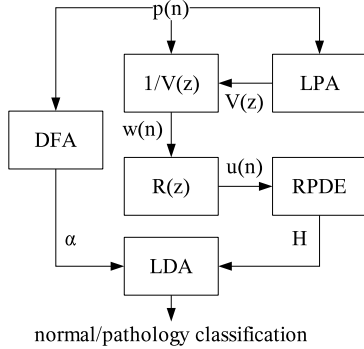 p(n)
1/V(z)
V(z)
LPA
w(n)
DFA
R(z)
u(n)
RPDE
α
H
LDA
normal/pathology classification